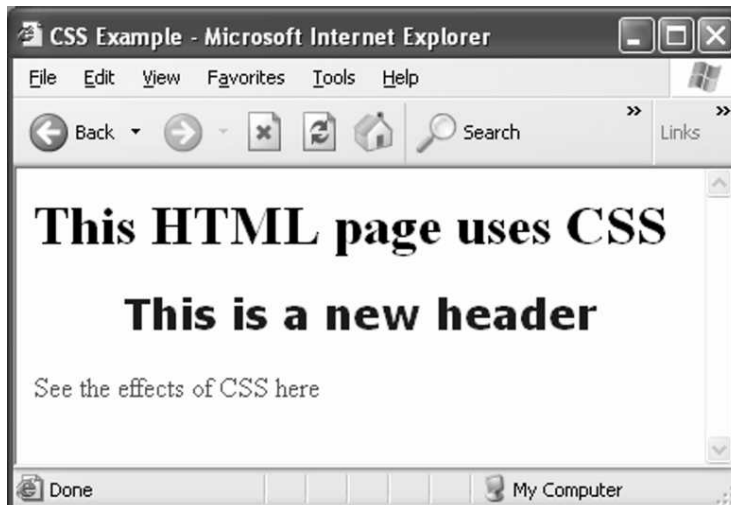 CSS Example - Microsoft Internet Explorer
File Edit View Favorites Tools Help
Back Search » Links »
This HTML page uses CSS
This is a new header
See the effects of CSS here
Done My Computer